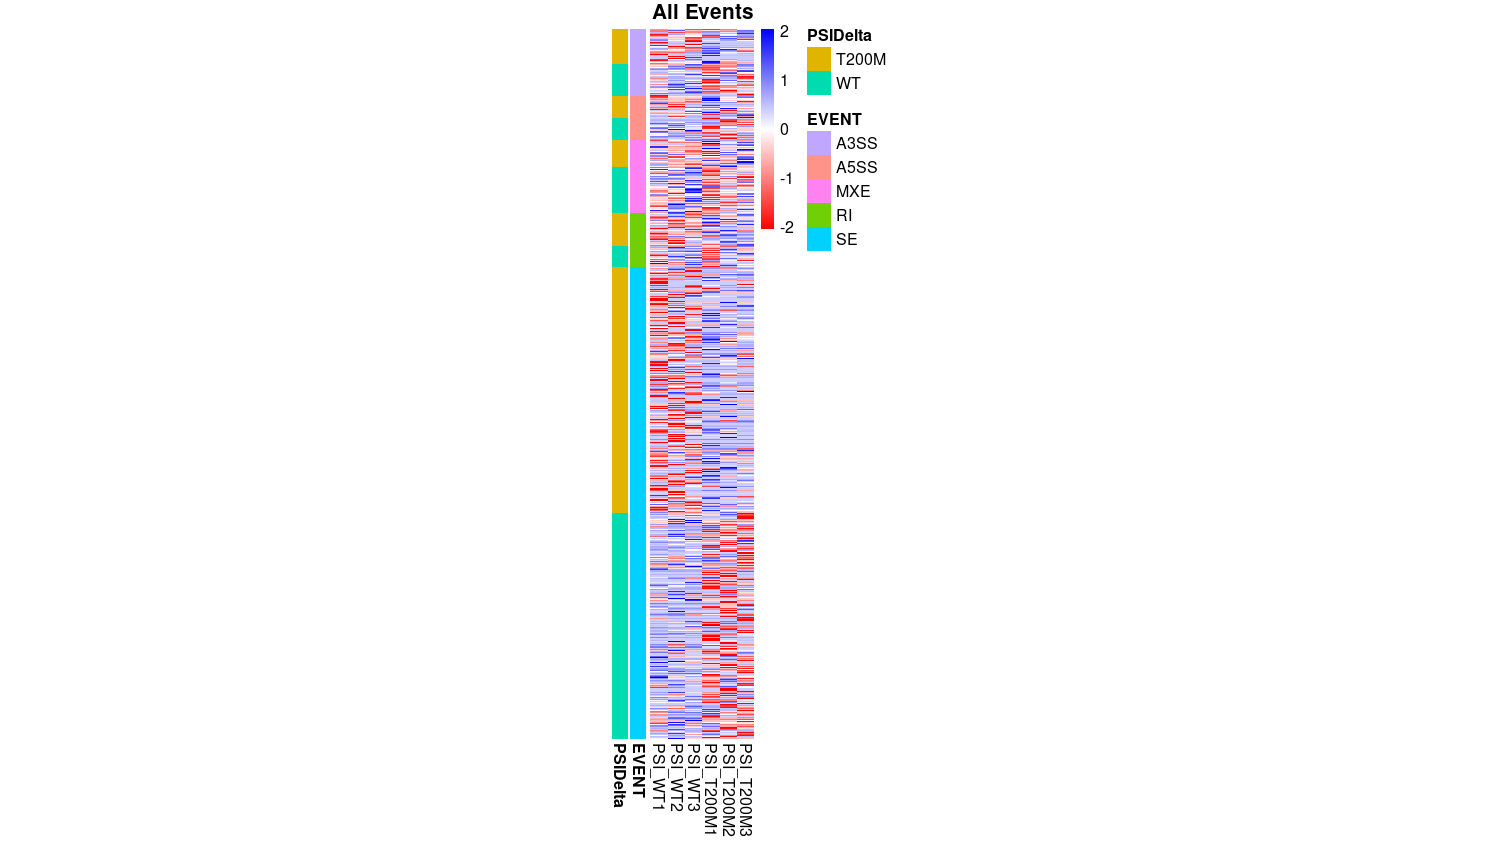 All Events
2
1
0
-1
-2
PSIDelta
T200M
WT
EVENT
A3SS
A5SS
MXE
RI
SE
PSIDelta
EVENT
PSI_WT1
PSI_WT2
PSI_WT3
PSI_T200M1
PSI_T200M2
PSI_T200M3